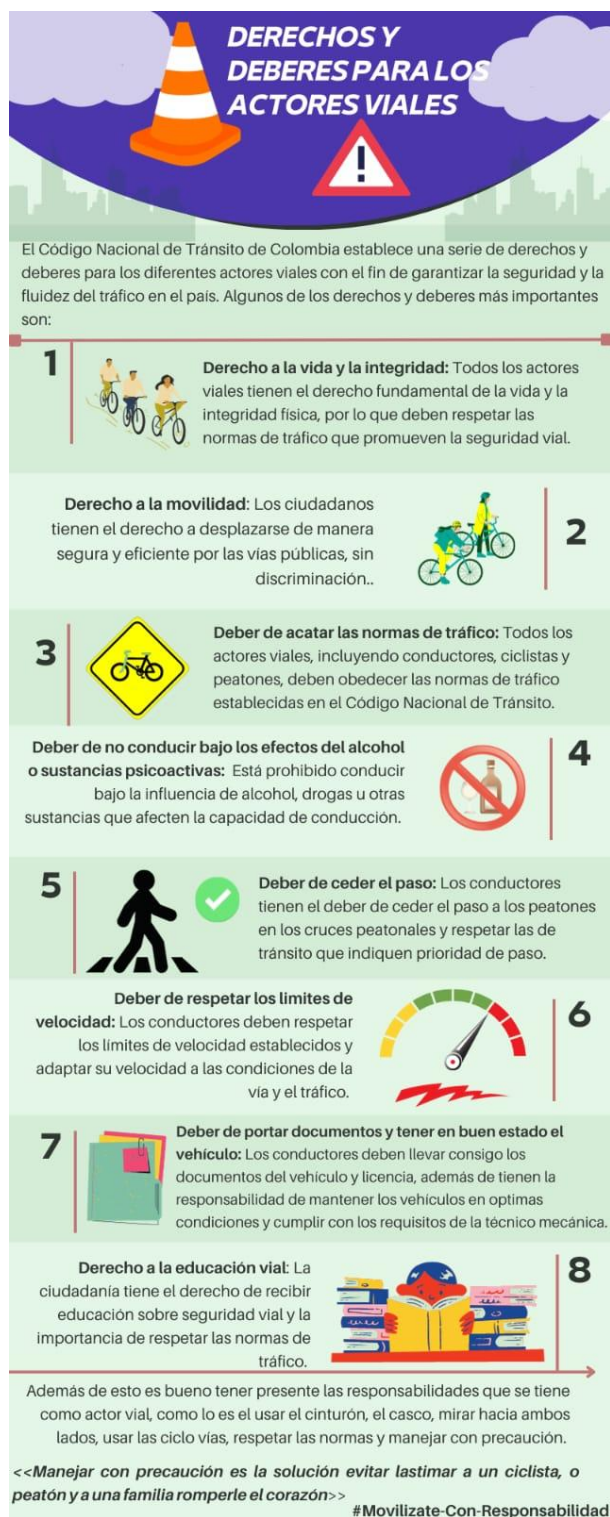 DERECHOS Y
DEBERES PARA LOS
ACTORES VIALES
!
El Código Nacional de Tránsito de Colombia establece una serie de derechos y
deberes para los diferentes actores viales con el fin de garantizar la seguridad y la
fluidez del tráfico en el país. Algunos de los derechos y deberes más importantes
son:
1
Derecho a la vida y la integridad: Todos los actores
viales tienen el derecho fundamental de la vida y la
integridad física, por lo que deben respetar las
normas de tráfico que promueven la seguridad vial.
Derecho a la movilidad: Los ciudadanos
tienen el derecho a desplazarse de manera
segura y eficiente por las vías públicas, sin
discriminación..
2
3
Deber de acatar las normas de tráfico: Todos los
actores viales, incluyendo conductores, ciclistas y
peatones, deben obedecer las normas de tráfico
establecidas en el Código Nacional de Tránsito.
Deber de no conducir bajo los efectos del alcohol
o sustancias psicoactivas: Está prohibido conducir
bajo la influencia de alcohol, drogas u otras
sustancias que afecten la capacidad de conducción.
4
5
Deber de ceder el paso: Los conductores
tienen el deber de ceder el paso a los peatones
en los cruces peatonales y respetar las de
tránsito que indiquen prioridad de paso.
Deber de respetar los limites de
velocidad: Los conductores deben respetar
los límites de velocidad establecidos y
adaptar su velocidad a las condiciones de la
vía y el tráfico.
6
7
Deber de portar documentos y tener en buen estado el
vehículo: Los conductores deben llevar consigo los
documentos del vehículo y licencia, además de tienen la
responsabilidad de mantener los vehículos en optimas
condiciones y cumplir con los requisitos de la técnico mecánica.
Derecho a la educación vial: La
ciudadanía tiene el derecho de recibir
educación sobre seguridad vial y la
importancia de respetar las normas de
tráfico.
8
Además de esto es bueno tener presente las responsabilidades que se tiene
como actor vial, como lo es el usar el cinturón, el casco, mirar hacia ambos
lados, usar las ciclo vías, respetar las normas y manejar con precaución.
<<Manejar con precaución es la solución evitar lastimar a un ciclista, o
peatón y a una familia romperle el corazón>>
#Movilizate-Con-Responsabilidad